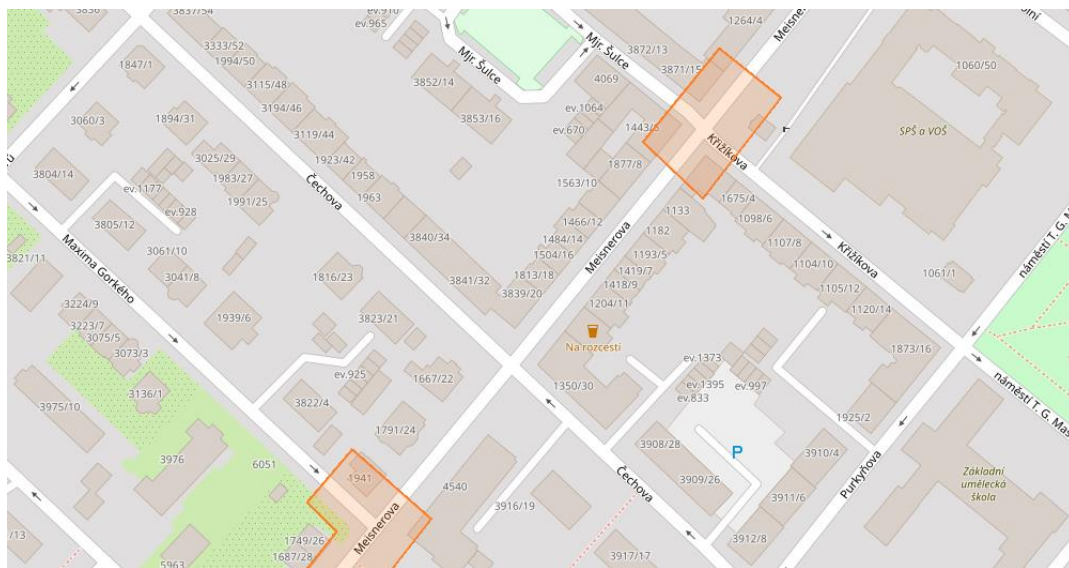 3836
3837/54
ev.910
ev.965
3333/52
1994/50
1847/1
3115/48
3194/46
3060/3
1894/31
3119/44
1923/42
3025/29
1983/27
1958
1991/25
1963
3804/14
ev.1177
ev.928
3805/12
Čechova
Mjr. Šulce
Mjr. Šulce
3852/14
3853/16
3872/13
3871/15
4069
1264/4
Meisner
ev.1064
ev.670
1443/6
1877/8
1563/10
Křižíkova
1060/50
SPŠ a VOŠ
3821/11
Maxima Gorkého
3061/10
3041/8
3840/34
1816/23
3841/32
1466/12
1484/14
1504/16
1813/18
3839/20
Meisnerova
1133
1182
1193/5
1419/7
1418/9
1204/11
1675/4
1098/6
1107/8
1104/10
1105/12
1120/14
Křižíkova
1061/1
náměstí T. G. Ma
3224/9
3223/7
3075/5
3073/3
1939/6
3823/21
Na rozcestí
1873/16
3136/1
3975/10
ev.925
1667/22
3822/4
1791/24
1350/30
ev.1373
ev.1395
ev.997
ev.833
P
1925/2
náměstí T. G. Mas
3976
6051
1941
4540
3916/19
3908/28
3909/26
Čechova
3910/4
3911/6
3912/8
Purkyňova
Základní
umělecká
škola
/13
5963
1749/26
1687/28
Meisnerova
3917/17